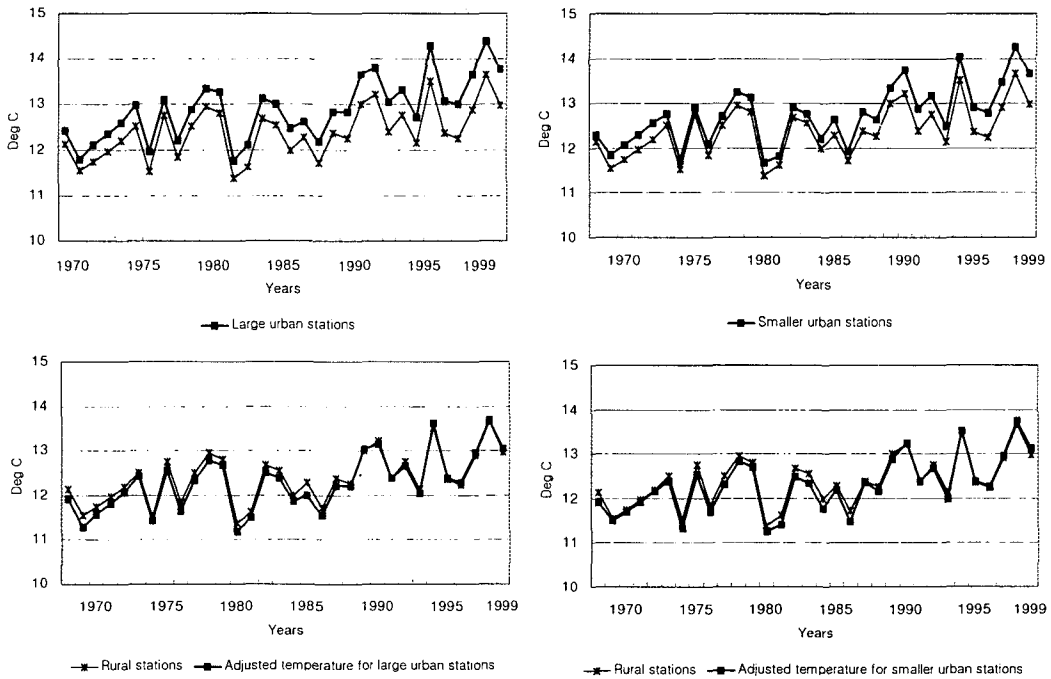 15
14
13
12
11
10
Deg C
1970 1975 1980 1985 1990 1995 1999
Years
Large urban stations
15
14
13
12
11
10
Deg C
1970 1975 1980 1985 1990 1995 1999
Years
Smaller urban stations
15
14
13
12
11
10
Deg C
1970 1975 1980 1985 1990 1995 1999
Years
Rural stations Adjusted temperature for large urban stations
15
14
13
12
11
10
Deg C
1970 1975 1980 1985 1990 1995 1999
Years
Rural stations Adjusted temperature for smaller urban stations